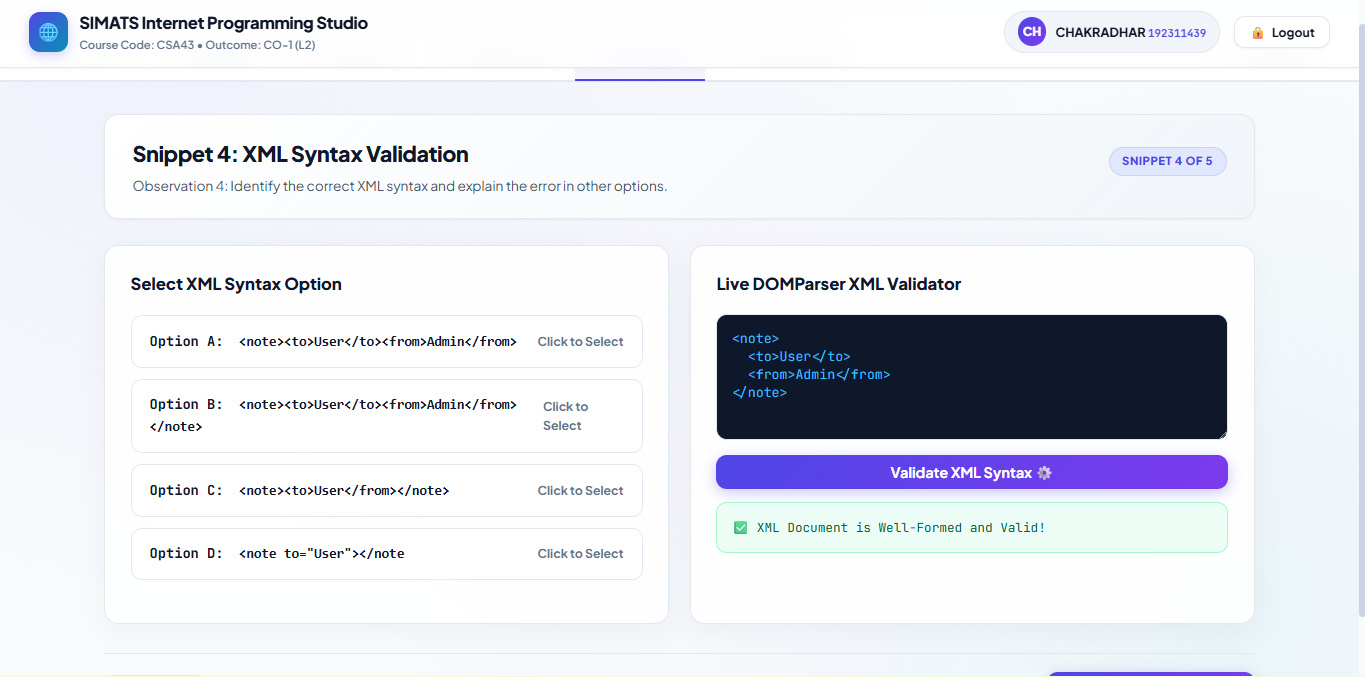 SIMATS Internet Programming Studio
Course Code: CSA43 • Outcome: CO-1 (L2)
CH CHAKRADHAR 192311439
Logout
Snippet 4: XML Syntax Validation
Observation 4: Identify the correct XML syntax and explain the error in other options.
SNIPPET 4 OF 5
Select XML Syntax Option
Option A: <note><to>User</to><from>Admin</from> Click to Select
Option B: <note><to>User</to><from>Admin</from>
</note>
Click to
Select
Option C: <note><to>User</from></note> Click to Select
Option D: <note to="User"></note Click to Select
Live DOMParser XML Validator
<note>
  <to>User</to>
  <from>Admin</from>
</note>
Validate XML Syntax
XML Document is Well-Formed and Valid!